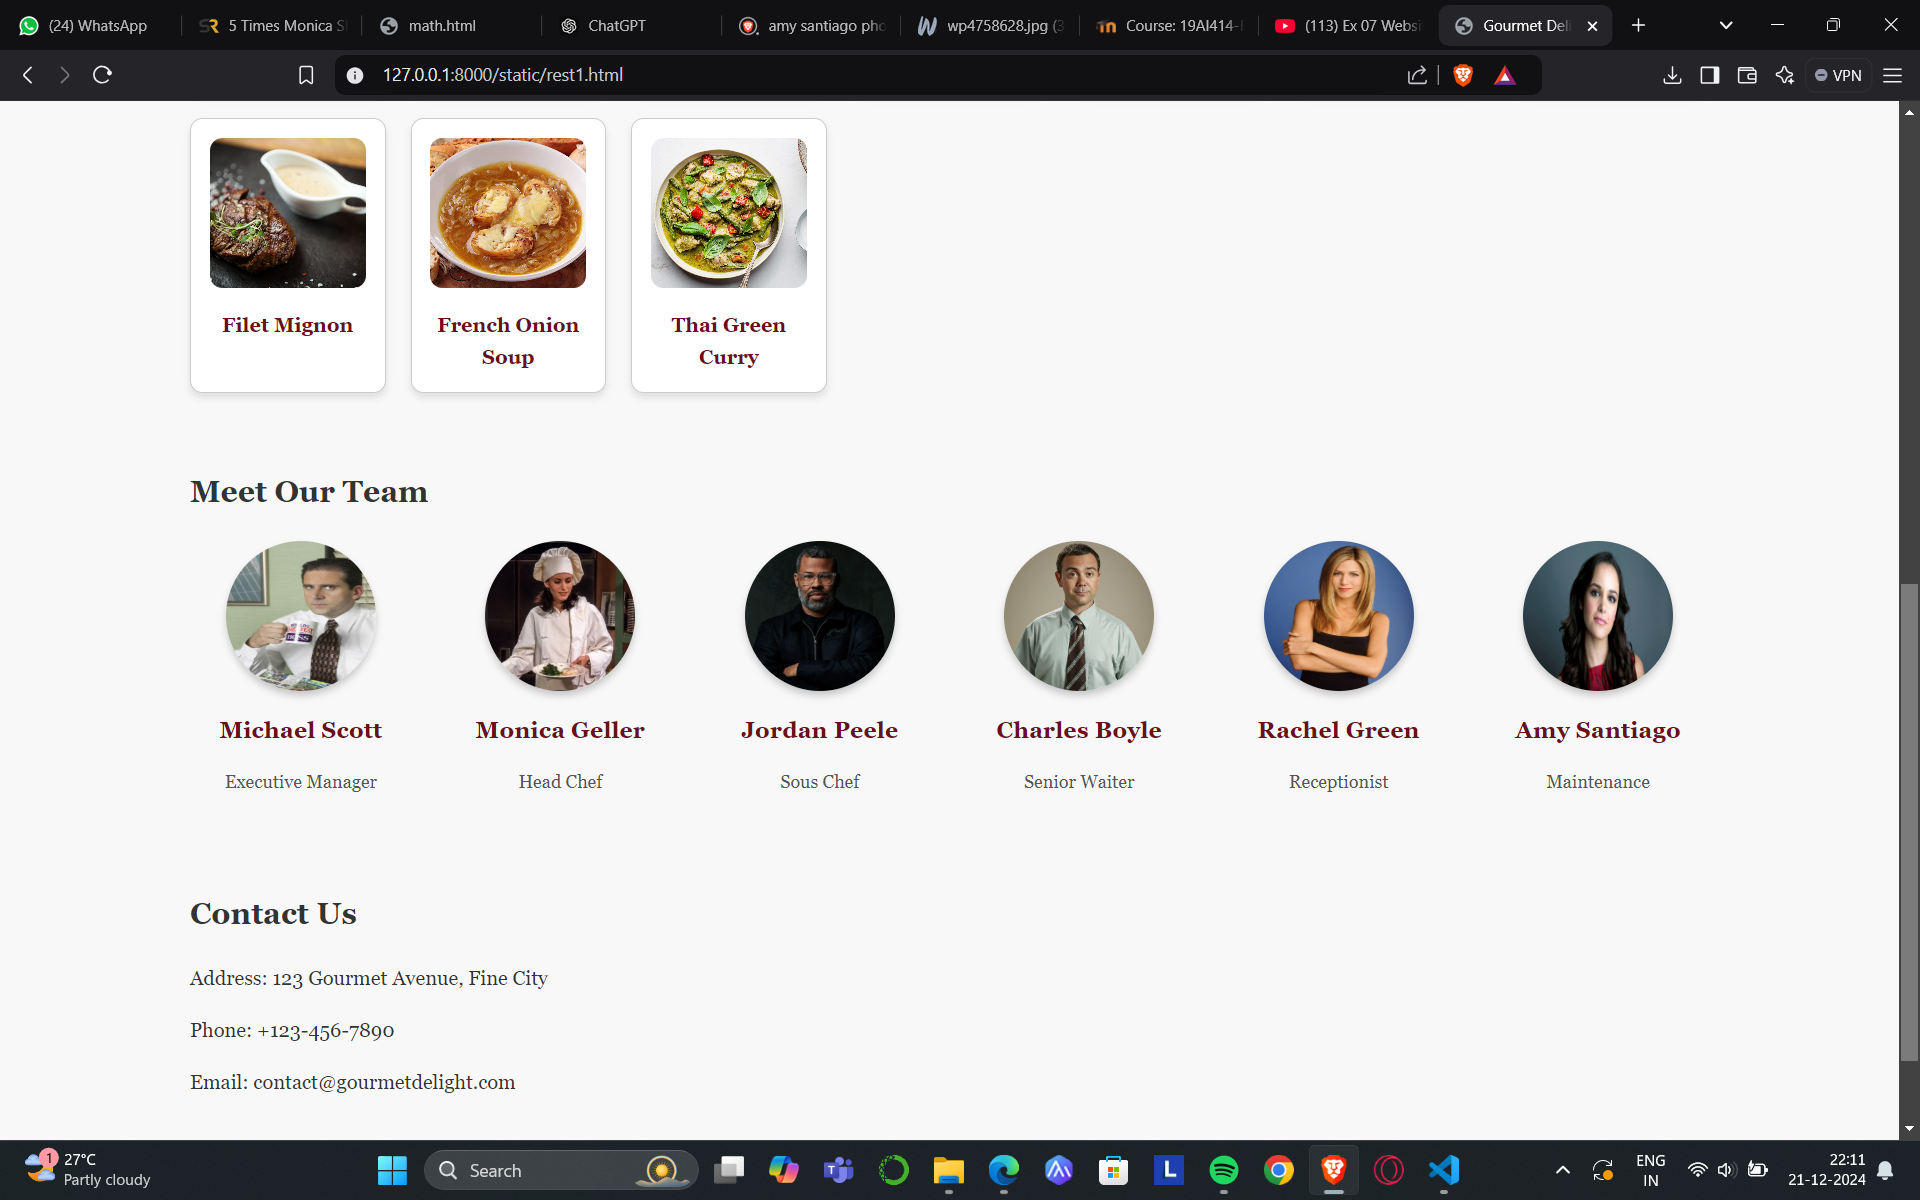 (24) WhatsApp
5 Times Monica S
math.html
ChatGPT
amy santiago pho
wp4758628.jpg (3
Course: 19AI414-
(113) Ex 07 Websi
Gourmet Deli
127.0.0.1:8000/static/rest1.html
VPN
Filet Mignon
French Onion
Soup
Thai Green
Curry
Meet Our Team
Michael Scott
Monica Geller
Jordan Peele
Charles Boyle
Rachel Green
Amy Santiago
Executive Manager
Head Chef
Sous Chef
Senior Waiter
Receptionist
Maintenance
Contact Us
Address: 123 Gourmet Avenue, Fine City
Phone: +123-456-7890
Email: contact@gourmetdelight.com
1
27°C
Partly cloudy
Search
L
ENG
IN
22:11
21-12-2024